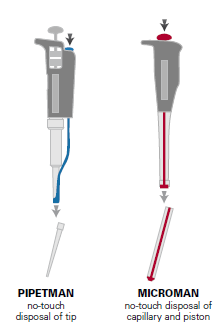 PIPETMAN
no-touch
disposal of tip
MICROMAN
no-touch disposal of
capillary and piston